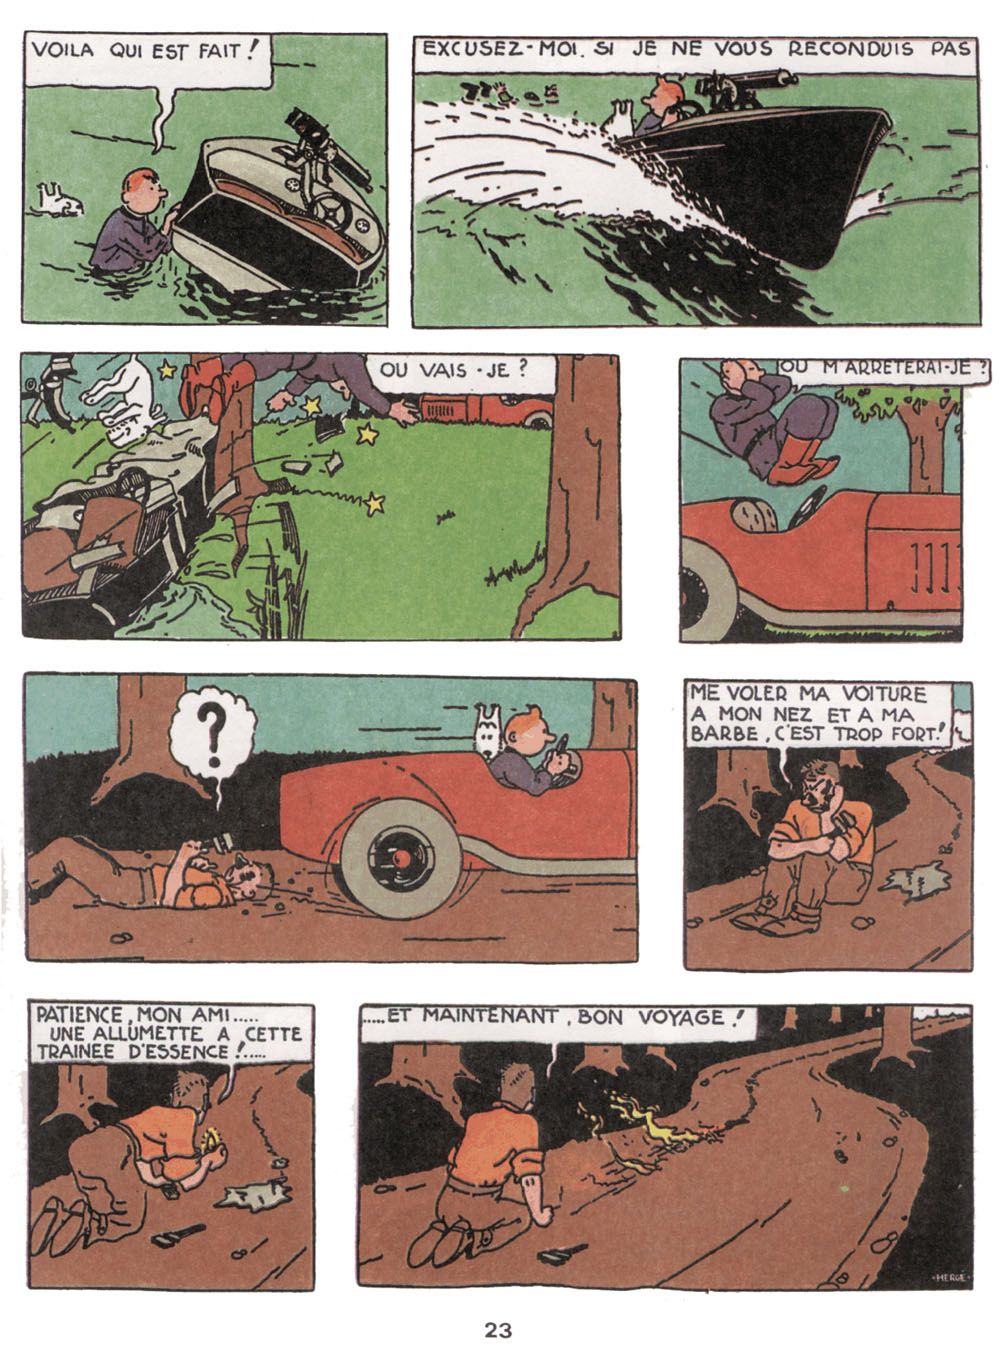 VOILA QUI EST FAIT !
EXCUSEZ-MOI. SI JE NE VOUS RECONDUIS PAS
OU VAIS-JE ?
OU M'ARRETERAI-JE ?
?
ME VOLER MA VOITURE
A MON NEZ ET A MA
BARBE, C'EST TROP FORT !
PATIENCE, MON AMI.....
UNE ALLUMETTE A CETTE
TRAINEE D'ESSENCE !.....
.....ET MAINTENANT, BON VOYAGE !
-HERGÉ-
23